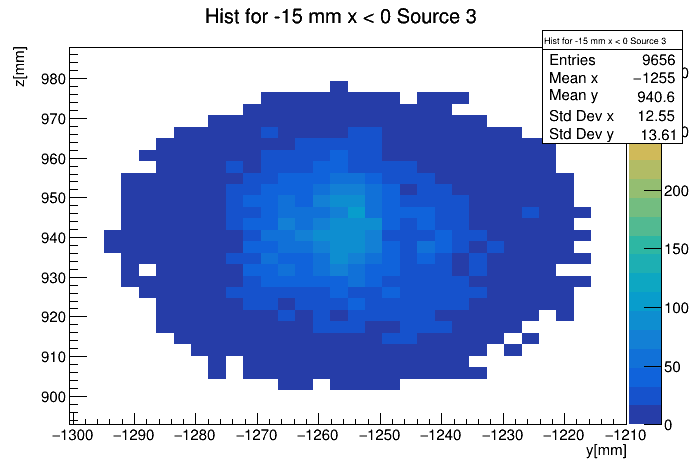 Hist for -15 mm x < 0 Source 3
z[mm]
Hist for -15 mm x < 0 Source 3
Entries 9656
Mean x −1255
Mean y 940.6
Std Dev x 12.55
Std Dev y 13.61
980
970
960
950
940
930
920
910
900
0
0
200
150
100
50
0
−1300 −1290 −1280 −1270 −1260 −1250 −1240 −1230 −1220 −1210
y[mm]